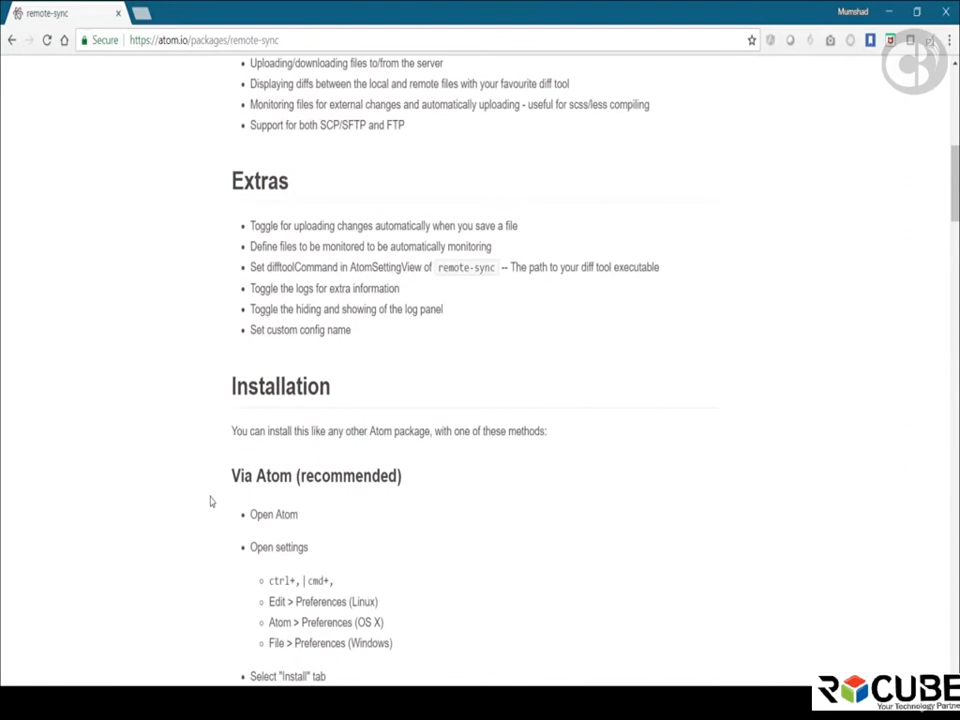 remote-sync
Mumshad
Secure | https://atom.io/packages/remote-sync
Uploading/downloading files to/from the server
Displaying diffs between the local and remote files with your favourite diff tool
Monitoring files for external changes and automatically uploading - useful for scss/less compiling
Support for both SCP/SFTP and FTP
Extras
Toggle for uploading changes automatically when you save a file
Define files to be monitored to be automatically monitoring
Set difftoolCommand in AtomSettingView of remote-sync -- The path to your diff tool executable
Toggle the logs for extra information
Toggle the hiding and showing of the log panel
Set custom config name
Installation
You can install this like any other Atom package, with one of these methods:
Via Atom (recommended)
Open Atom
Open settings
ctrl+, | cmd+,
Edit > Preferences (Linux)
Atom > Preferences (OS X)
File > Preferences (Windows)
Select "Install" tab
RCUBE
Your Technology Partne